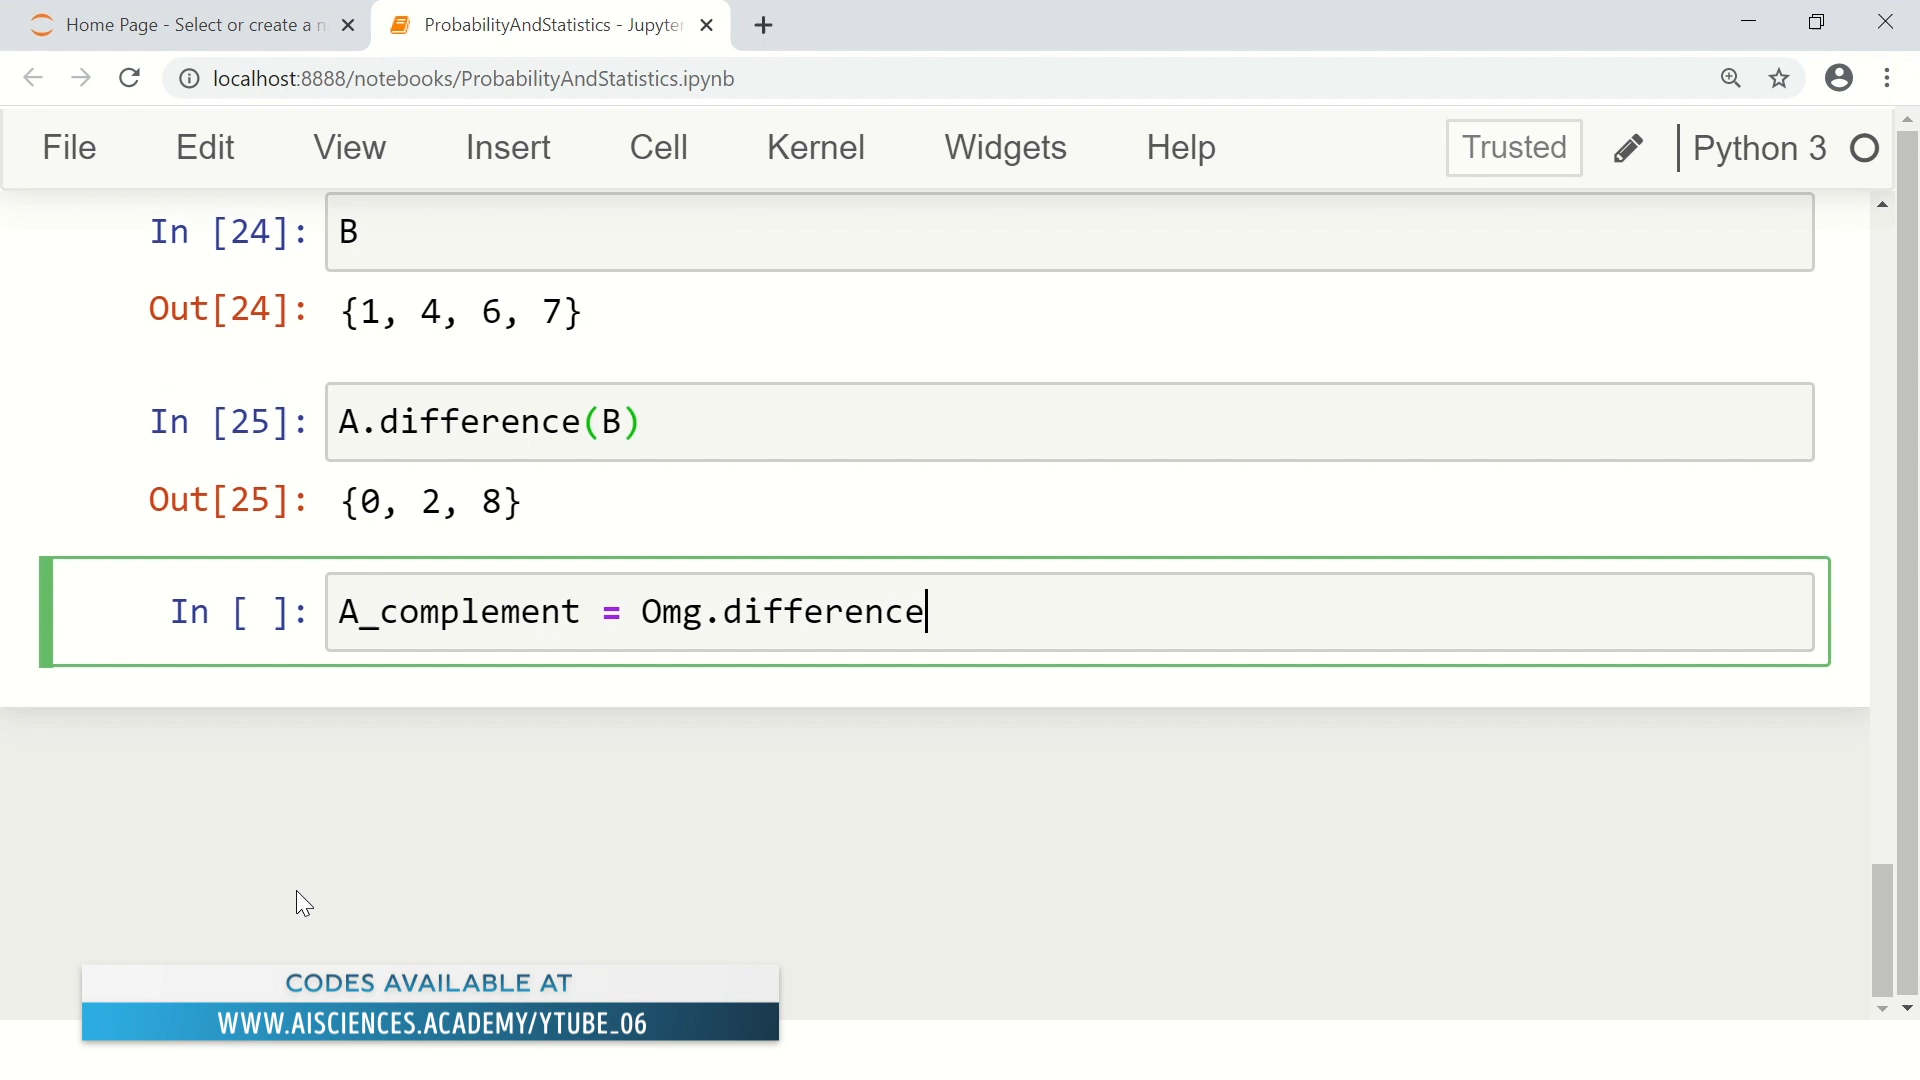 Home Page - Select or create a n
ProbabilityAndStatistics - Jupyter
localhost:8888/notebooks/ProbabilityAndStatistics.ipynb
File Edit View Insert Cell Kernel Widgets Help Trusted Python 3
In [24]: B
Out[24]: {1, 4, 6, 7}
In [25]: A.difference(B)
Out[25]: {0, 2, 8}
In [ ]: A_complement = Omg.difference
CODES AVAILABLE AT
WWW.AISCIENCES.ACADEMY/YTUBE_06